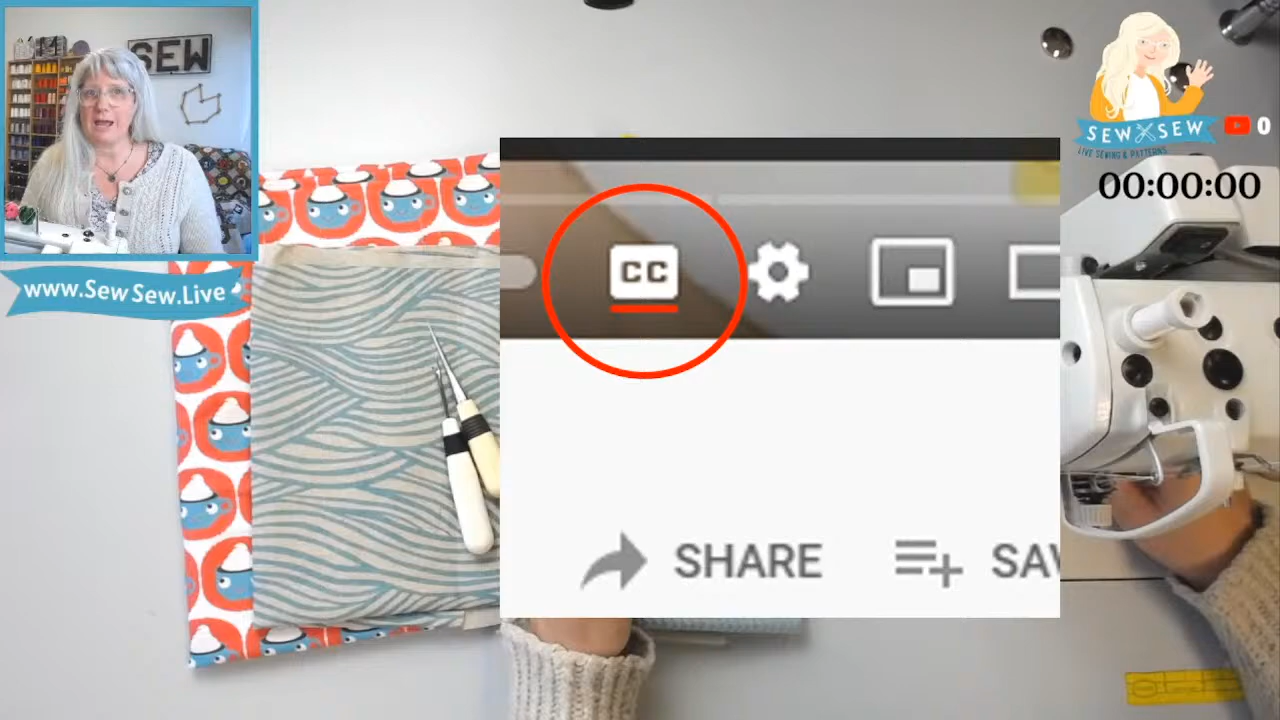 SEW
www.SewSew.Live
CC
SHARE
SAV
SEW SEW
LIVE SEWING & PATTERNS
0
00:00:00